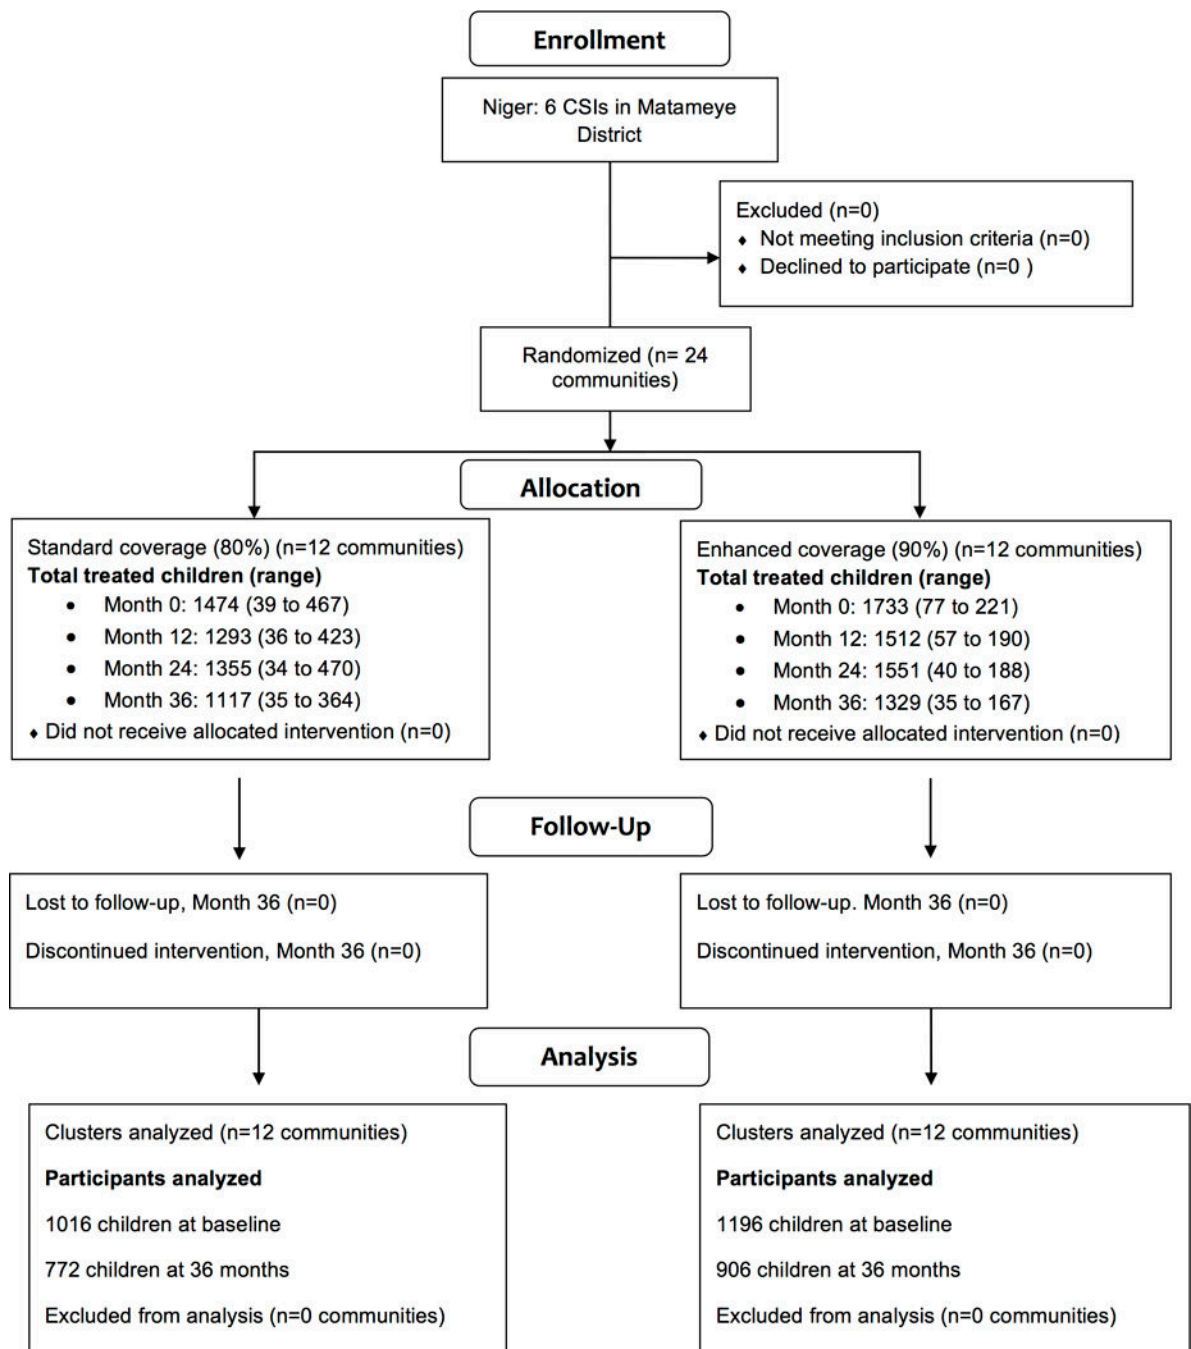 Enrollment
Niger: 6 CSIs in Matameye
District
Excluded (n=0)
♦ Not meeting inclusion criteria (n=0)
♦ Declined to participate (n=0 )
Randomized (n= 24
communities)
Allocation
Standard coverage (80%) (n=12 communities)
Total treated children (range)
• Month 0: 1474 (39 to 467)
• Month 12: 1293 (36 to 423)
• Month 24: 1355 (34 to 470)
• Month 36: 1117 (35 to 364)
♦ Did not receive allocated intervention (n=0)
Enhanced coverage (90%) (n=12 communities)
Total treated children (range)
• Month 0: 1733 (77 to 221)
• Month 12: 1512 (57 to 190)
• Month 24: 1551 (40 to 188)
• Month 36: 1329 (35 to 167)
♦ Did not receive allocated intervention (n=0)
Follow-Up
Lost to follow-up, Month 36 (n=0)
Discontinued intervention, Month 36 (n=0)
Lost to follow-up. Month 36 (n=0)
Discontinued intervention, Month 36 (n=0)
Analysis
Clusters analyzed (n=12 communities)
Participants analyzed
1016 children at baseline
772 children at 36 months
Excluded from analysis (n=0 communities)
Clusters analyzed (n=12 communities)
Participants analyzed
1196 children at baseline
906 children at 36 months
Excluded from analysis (n=0 communities)